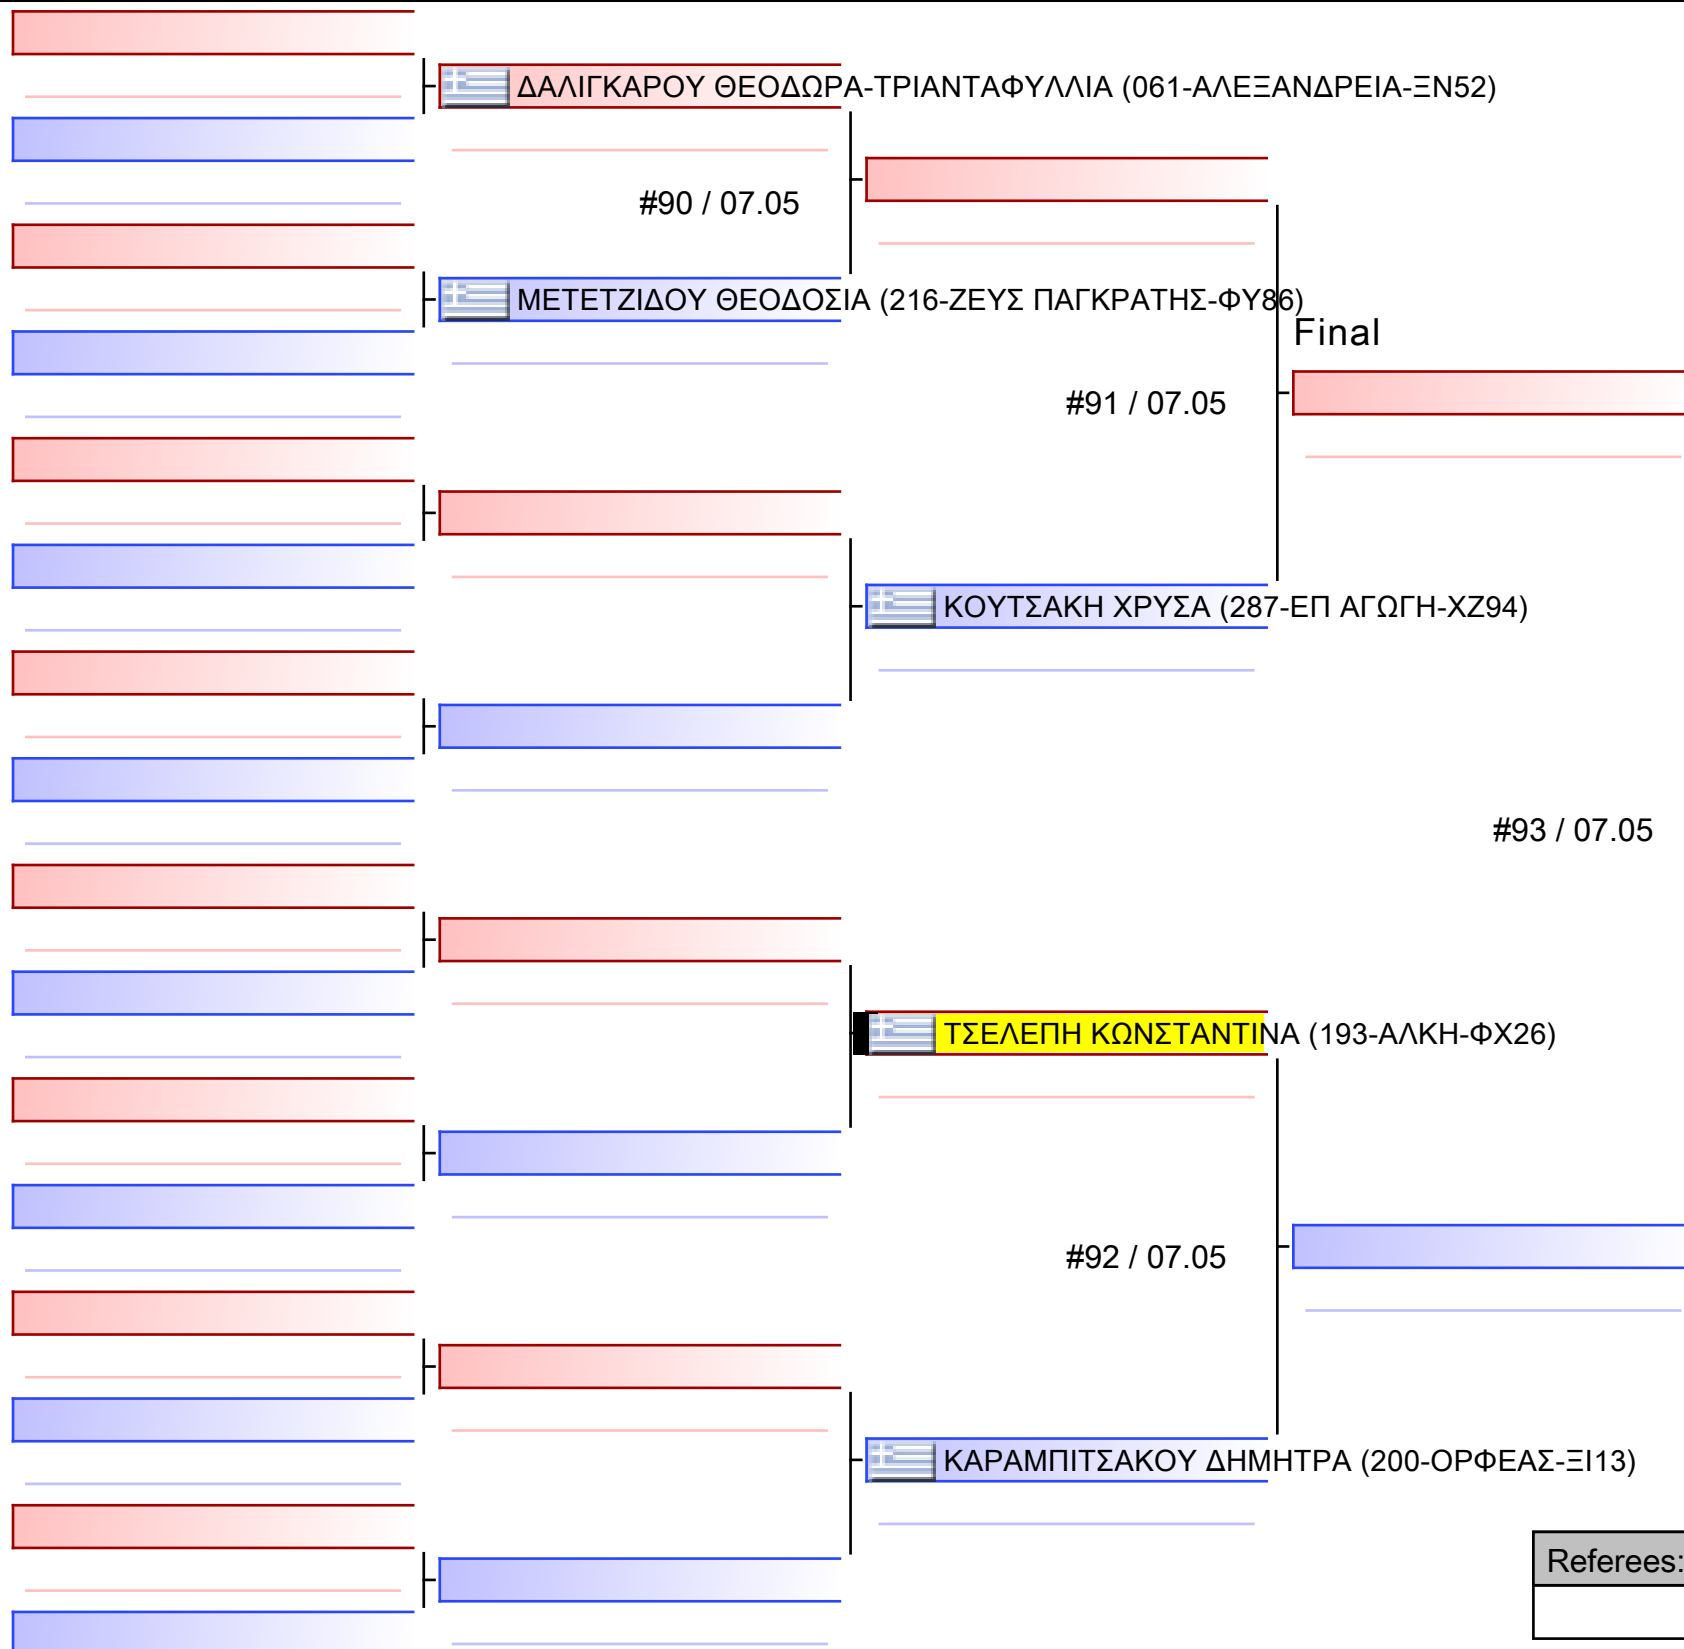 ΔΑΛΙΓΚΑΡΟΥ ΘΕΟΔΩΡΑ-ΤΡΙΑΝΤΑΦΥΛΛΙΑ (061-ΑΛΕΞΑΝΔΡΕΙΑ-ΞΝ52)
#90 / 07.05
ΜΕΤΕΤΖΙΔΟΥ ΘΕΟΔΟΣΙΑ (216-ΖΕΥΣ ΠΑΓΚΡΑΤΗΣ-ΦΥ86)
Final
#91 / 07.05
ΚΟΥΤΣΑΚΗ ΧΡΥΣΑ (287-ΕΠ ΑΓΩΓΗ-ΧΖ94)
#93 / 07.05
ΤΣΕΛΕΠΗ ΚΩΝΣΤΑΝΤΙΝΑ (193-ΑΛΚΗ-ΦΧ26)
#92 / 07.05
ΚΑΡΑΜΠΙΤΣΑΚΟΥ ΔΗΜΗΤΡΑ (200-ΟΡΦΕΑΣ-ΞΙ13)
Referees: